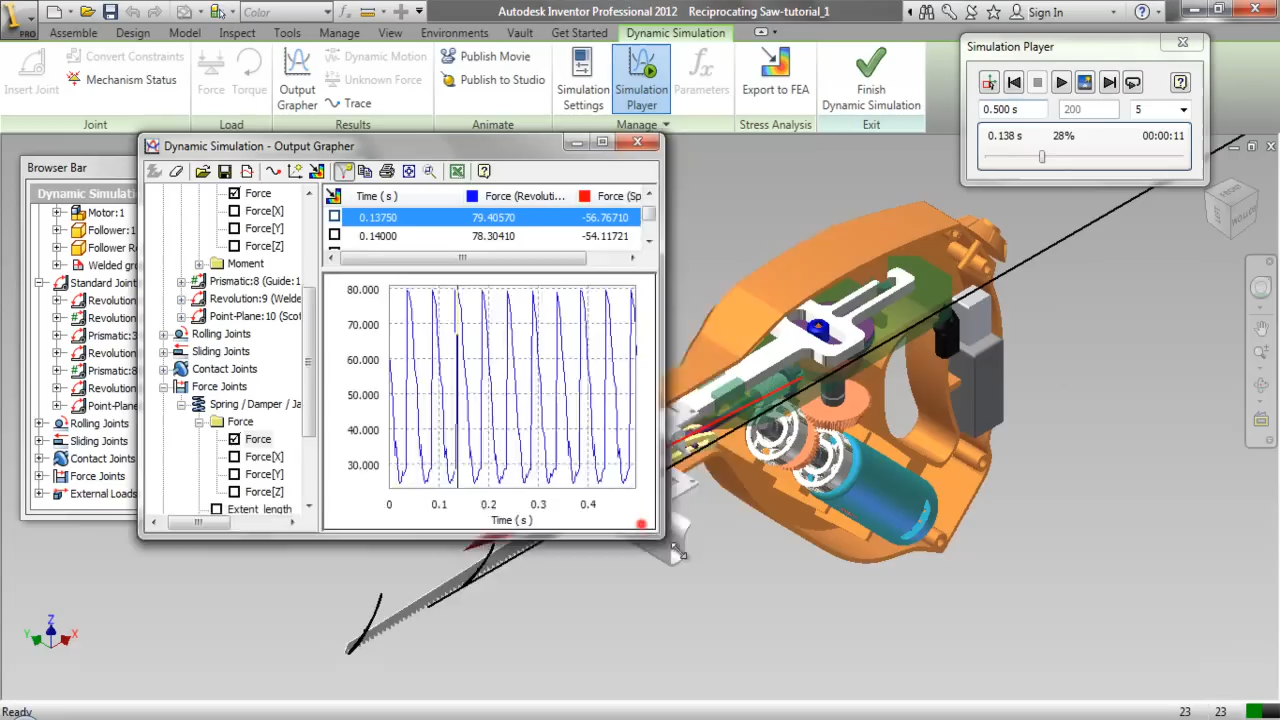 Autodesk Inventor Professional 2012 Reciprocating Saw-tutorial_1
Color
Sign In
PRO
Assemble Design Model Inspect Tools Manage View Environments Vault Get Started Dynamic Simulation
Insert Joint
Convert Constraints
Mechanism Status
Force
Torque
Output Grapher
Dynamic Motion
Unknown Force
Trace
Publish Movie
Publish to Studio
Simulation Settings
Simulation Player
Parameters
Export to FEA
Finish Dynamic Simulation
Joint Load Results Animate Manage Stress Analysis Exit
Simulation Player
0.500 s 200 5
0.138 s 28% 00:00:11
Browser Bar
Dynamic Simulation
Motor:1
Follower:1
Follower Ro
Welded gro
Standard Joint
Revolution
Revolution
Prismatic:3
Revolution
Prismatic:8
Revolution
Point-Plane
Rolling Joints
Sliding Joints
Contact Joints
Force Joints
External Loads
Dynamic Simulation - Output Grapher
Force
Force[X]
Force[Y]
Force[Z]
Moment
Prismatic:8 (Guide:1
Revolution:9 (Welde
Point-Plane:10 (Scot
Rolling Joints
Sliding Joints
Contact Joints
Force Joints
Spring / Damper / Ja
Force
Force
Force[X]
Force[Y]
Force[Z]
Extent_length
Time ( s ) Force (Revoluti... Force (Sp
0.13750 79.40570 -56.76710
0.14000 78.30410 -54.11721
80.000
70.000
60.000
50.000
40.000
30.000
0 0.1 0.2 0.3 0.4
Time ( s )
FRONT
BOTTOM
Z
Y
X
Ready
23 23